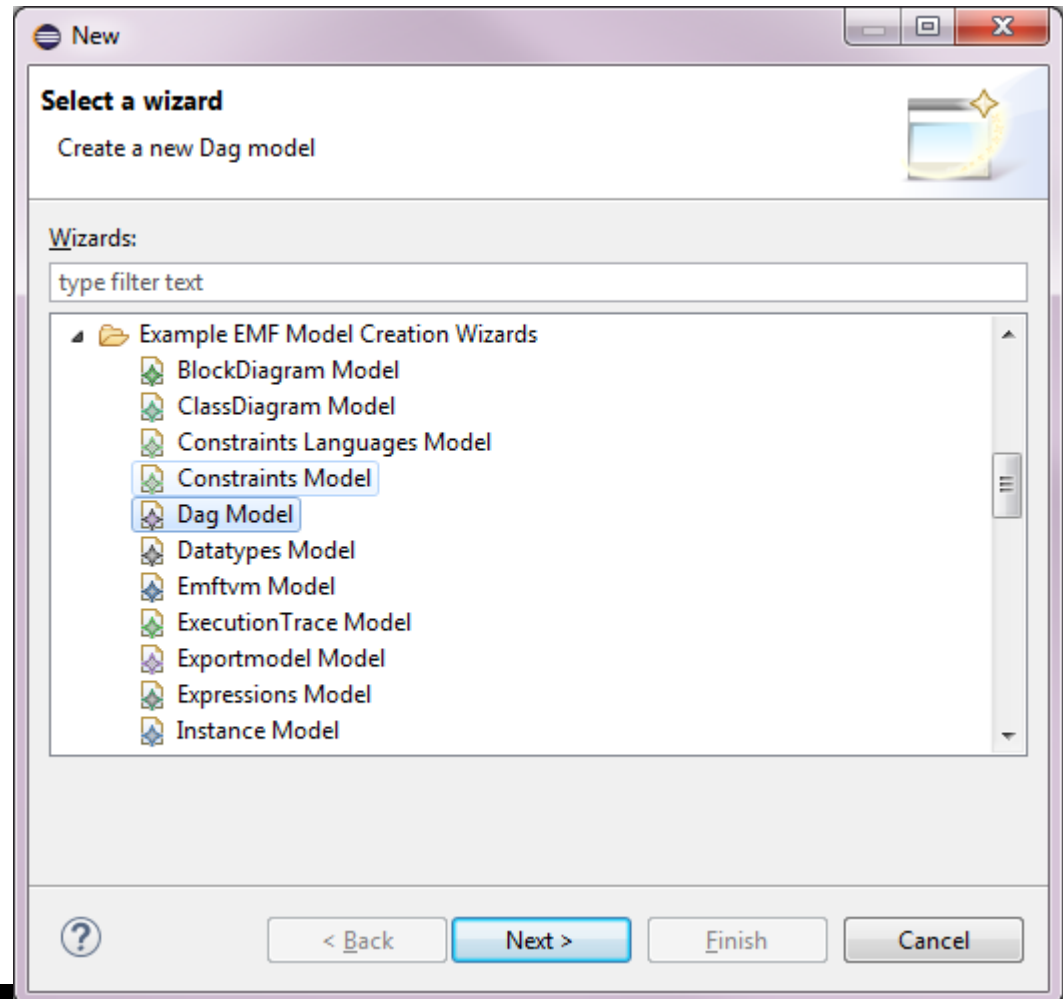 New
Select a wizard
Create a new Dag model
Wizards:
type filter text
Example EMF Model Creation Wizards
BlockDiagram Model
ClassDiagram Model
Constraints Languages Model
Constraints Model
Dag Model
Datatypes Model
Emftvm Model
ExecutionTrace Model
Exportmodel Model
Expressions Model
Instance Model
? < Back Next > Finish Cancel